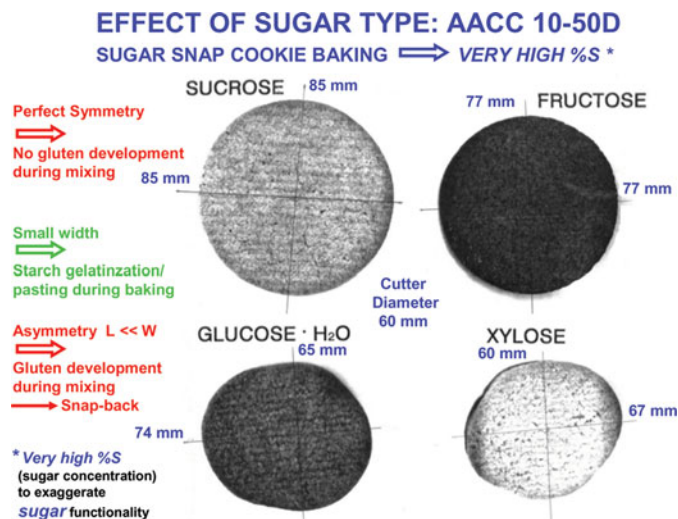 EFFECT OF SUGAR TYPE: AACC 10-50D
SUGAR SNAP COOKIE BAKING VERY HIGH %S *
SUCROSE
85 mm
85 mm
77 mm
FRUCTOSE
77 mm
Perfect Symmetry
No gluten development
during mixing
Small width
Starch gelatinzation/
pasting during baking
Cutter
Diameter
60 mm
Asymmetry L << W
Gluten development
during mixing
Snap-back
GLUCOSE · H₂O
65 mm
74 mm
XYLOSE
60 mm
67 mm
* Very high %S
(sugar concentration)
to exaggerate
sugar functionality